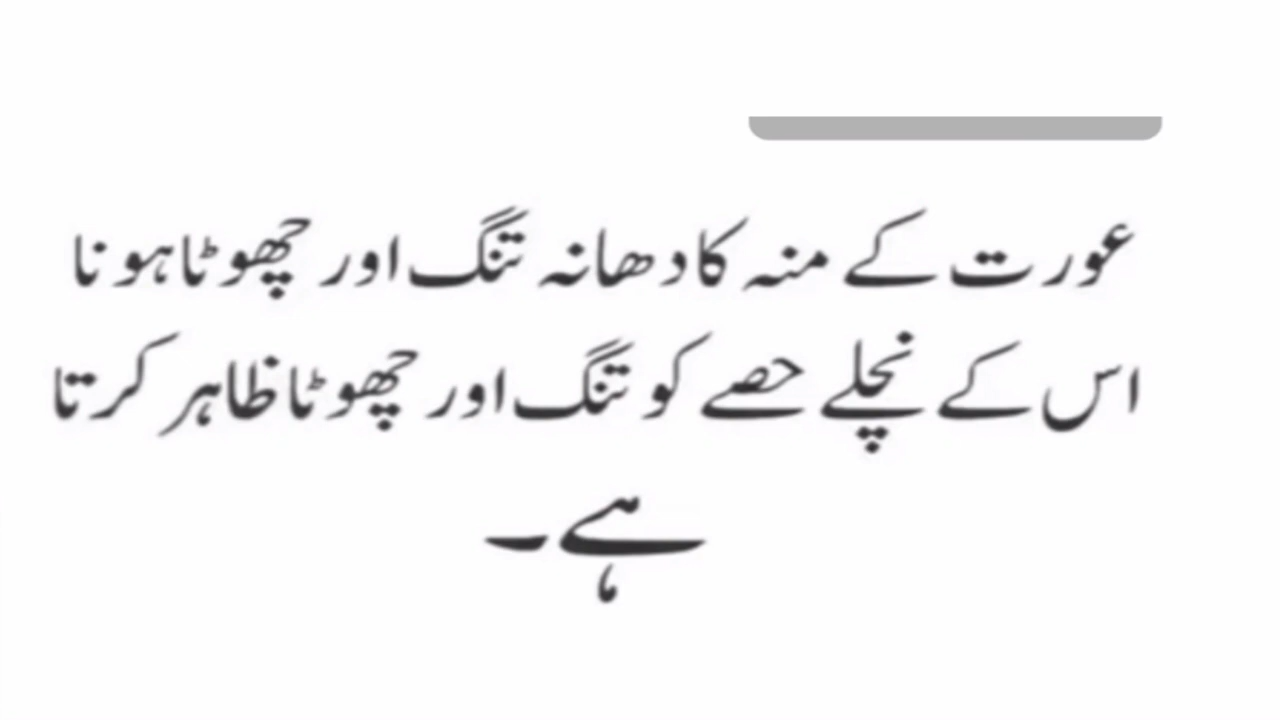 عورت کے منہ کا دھانہ تنگ اور چھوٹا ہونا
اس کے نچلے حصے کو تنگ اور چھوٹا ظاہر کرتا
ہے۔